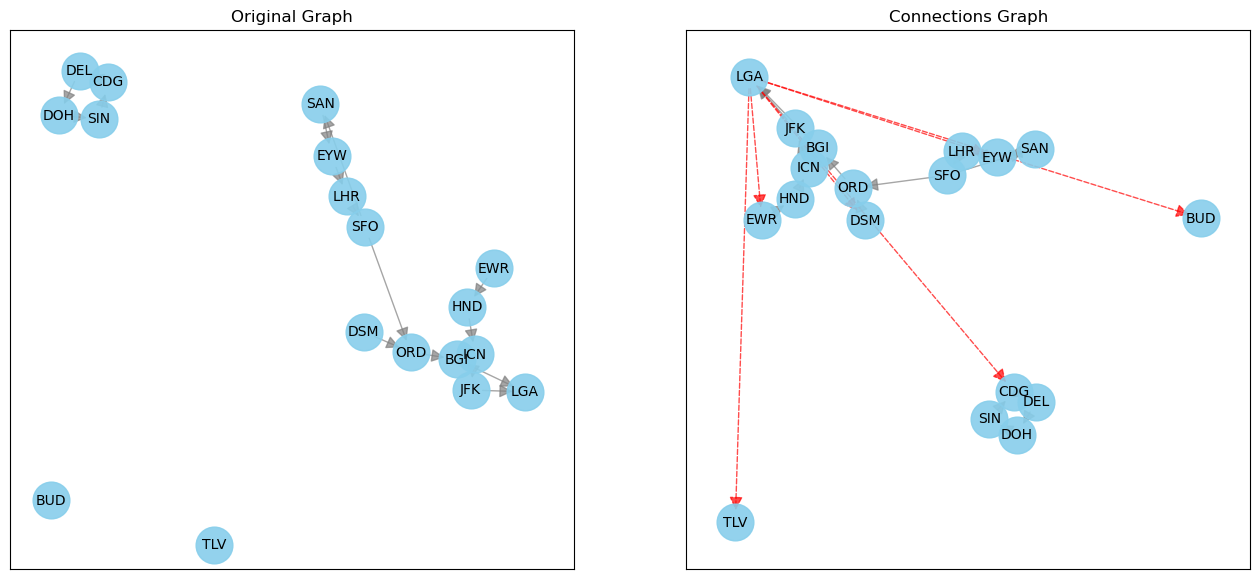 Original Graph
DEL
CDG
DOH
SIN
SAN
EYW
LHR
SFO
EWR
HND
DSM
ORD
BGI
ICN
JFK
LGA
BUD
TLV
Connections Graph
LGA
JFK
BGI
LHR
EYW
SAN
ICN
SFO
ORD
HND
EWR
DSM
BUD
CDG
DEL
SIN
DOH
TLV